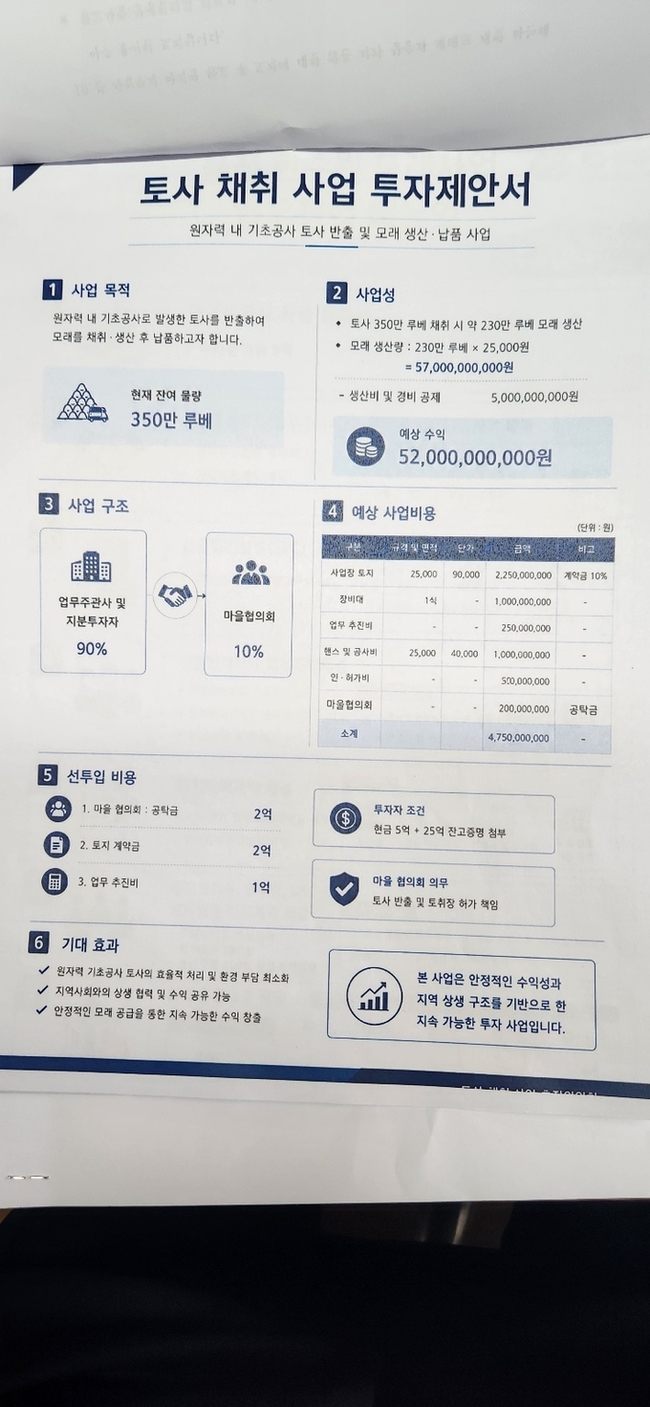 토사 채취 사업 투자제안서
원자력 내 기초공사 토사 반출 및 모래 생산 · 납품 사업
1 사업 목적
원자력 내 기초공사로 발생한 토사를 반출하여
모래를 채취 · 생산 후 납품하고자 합니다.
현재 잔여 물량
350만 루베
2 사업성
• 토사 350만 루베 채취 시 약 230만 루베 모래 생산
• 모래 생산량 : 230만 루베 × 25,000원
= 57,000,000,000원
- 생산비 및 경비 공제 5,000,000,000원
예상 수익
52,000,000,000원
3 사업 구조
업무주관사 및
지분투자자
90%
마을협의회
10%
4 예상 사업비용
(단위 : 원)
구분 규격 및 면적 단가 금액 비고
사업장 토지 25,000 90,000 2,250,000,000 계약금 10%
장비대 1식 - 1,000,000,000 -
업무 추진비 - - 250,000,000 -
핸스 및 공사비 25,000 40,000 1,000,000,000 -
인 · 허가비 - - 500,000,000 -
마을협의회 - - 200,000,000 공탁금
소계 4,750,000,000 -
5 선투입 비용
1. 마을 협의회 : 공탁금 2억
2. 토지 계약금 2억
3. 업무 추진비 1억
투자자 조건
현금 5억 + 25억 잔고증명 첨부
마을 협의회 의무
토사 반출 및 토취장 허가 책임
6 기대 효과
원자력 기초공사 토사의 효율적 처리 및 환경 부담 최소화
지역사회와의 상생 협력 및 수익 공유 가능
안정적인 모래 공급을 통한 지속 가능한 수익 창출
본 사업은 안정적인 수익성과
지역 상생 구조를 기반으로 한
지속 가능한 투자 사업입니다.